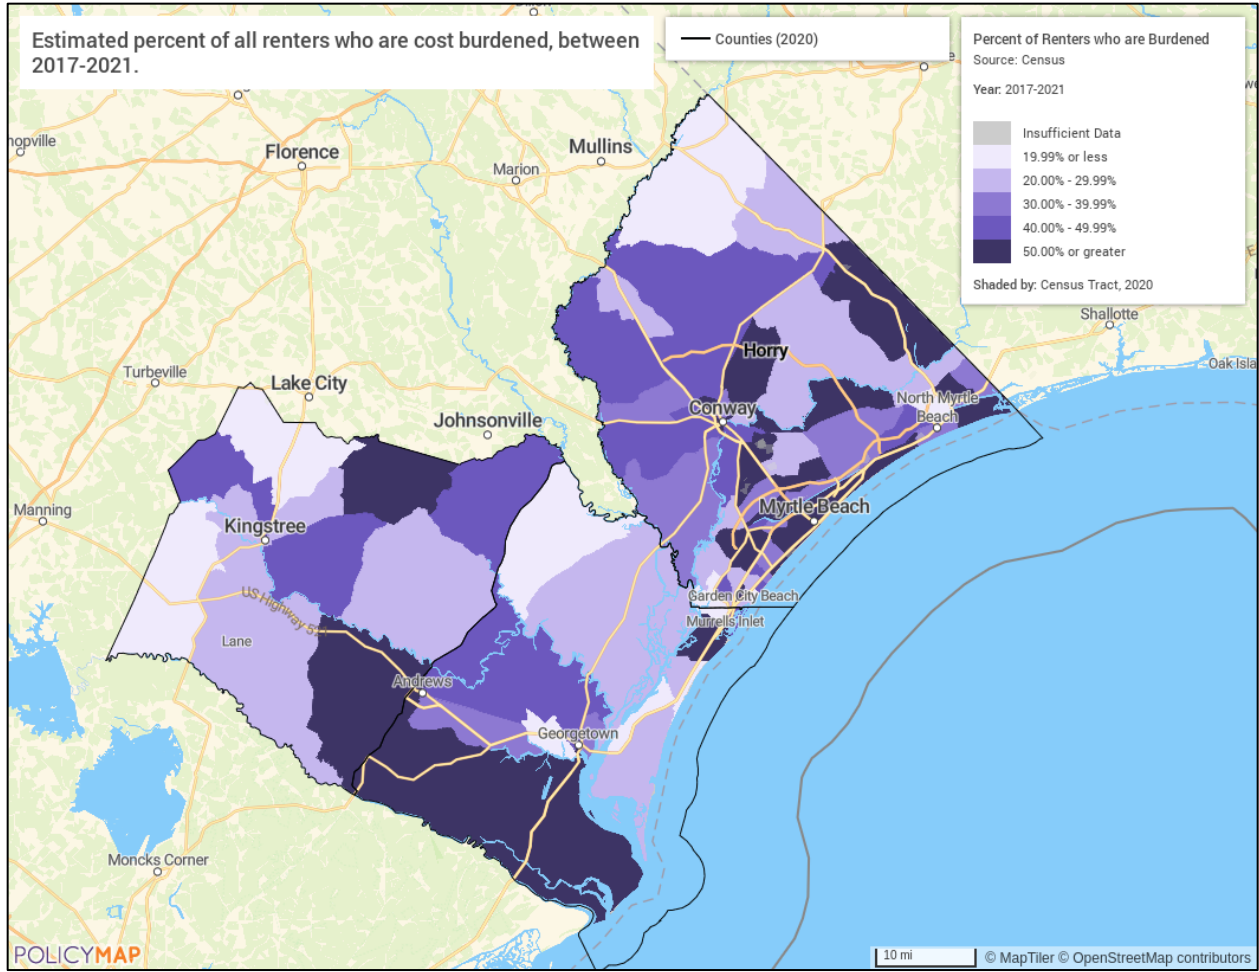 Estimated percent of all renters who are cost burdened, between
2017-2021.
Counties (2020)
Percent of Renters who are Burdened
Source: Census
Year: 2017-2021
Insufficient Data
19.99% or less
20.00% - 29.99%
30.00% - 39.99%
40.00% - 49.99%
50.00% or greater
Shaded by: Census Tract, 2020
Florence
Mullins
Marion
Shallotte
Turbeville
Lake City
Horry
Johnsonville
Conway
North Myrtle
Beach
Manning
Kingstree
Myrtle Beach
US Highway
Garden City Beach
Murrells Inlet
Lane
Andrews
Georgetown
Moncks Corner
POLICYMAP
10 mi
© MapTiler © OpenStreetMap contributors